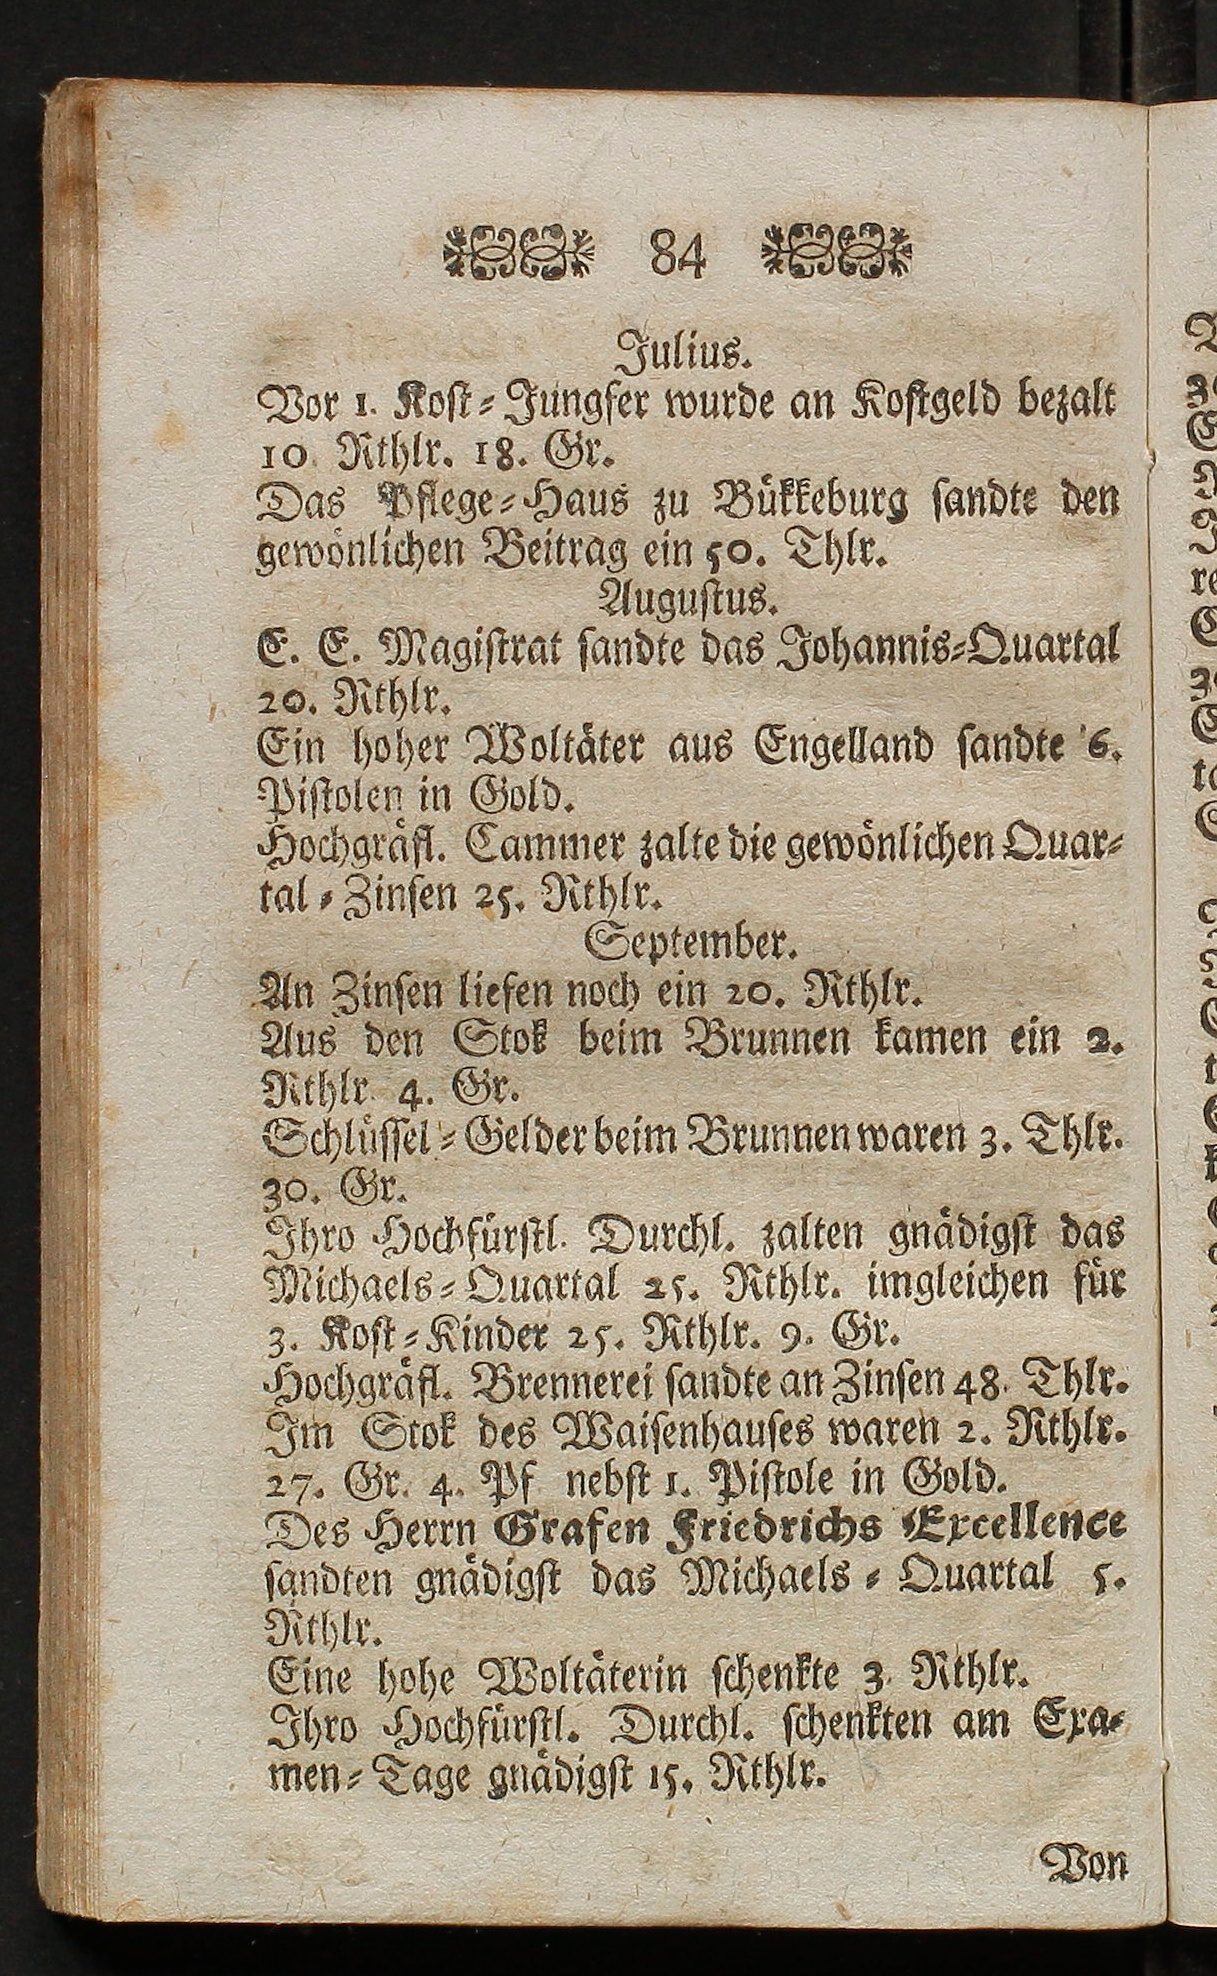 84
Julius.
Vor 1. Kost-Jungfer wurde an Kostgeld bezalt
10. Rthlr. 18. Gr.
Das Pflege-Haus zu Bükkeburg sandte den
gewönlichen Beitrag ein 50. Thlr.
Augustus.
E. E. Magistrat sandte das Johannis-Quartal
20. Rthlr.
Ein hoher Woltäter aus Engelland sandte 6.
Pistolen in Gold.
Hochgräfl. Cammer zalte die gewönlichen Quar-
tal-Zinsen 25. Rthlr.
September.
An Zinsen liefen noch ein 20. Rthlr.
Aus den Stok beim Brunnen kamen ein 2.
Rthlr. 4. Gr.
Schlüssel-Gelder beim Brunnen waren 3. Thlr.
30. Gr.
Ihro Hochfürstl. Durchl. zalten gnädigst das
Michaels-Quartal 25. Rthlr. imgleichen für
3. Kost-Kinder 25. Rthlr. 9. Gr.
Hochgräfl. Brennerei sandte an Zinsen 48. Thlr.
Im Stok des Waisenhauses waren 2. Rthlr.
27. Gr. 4. Pf nebst 1. Pistole in Gold.
Des Herrn Grafen Friedrichs Excellence
sandten gnädigst das Michaels-Quartal 5.
Rthlr.
Eine hohe Woltäterin schenkte 3. Rthlr.
Ihro Hochfürstl. Durchl. schenkten am Exa-
men-Tage gnädigst 15. Rthlr.
Von